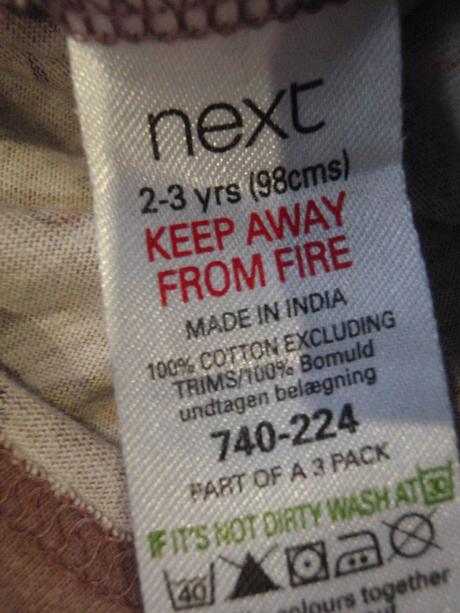 next
2-3 yrs (98cms)
KEEP AWAY
FROM FIRE
MADE IN INDIA
100% COTTON EXCLUDING
TRIMS/100% Bomuld
undtagen belægning
740-224
PART OF A 3 PACK
IF IT'S NOT DIRTY WASH AT 30
40
colours together